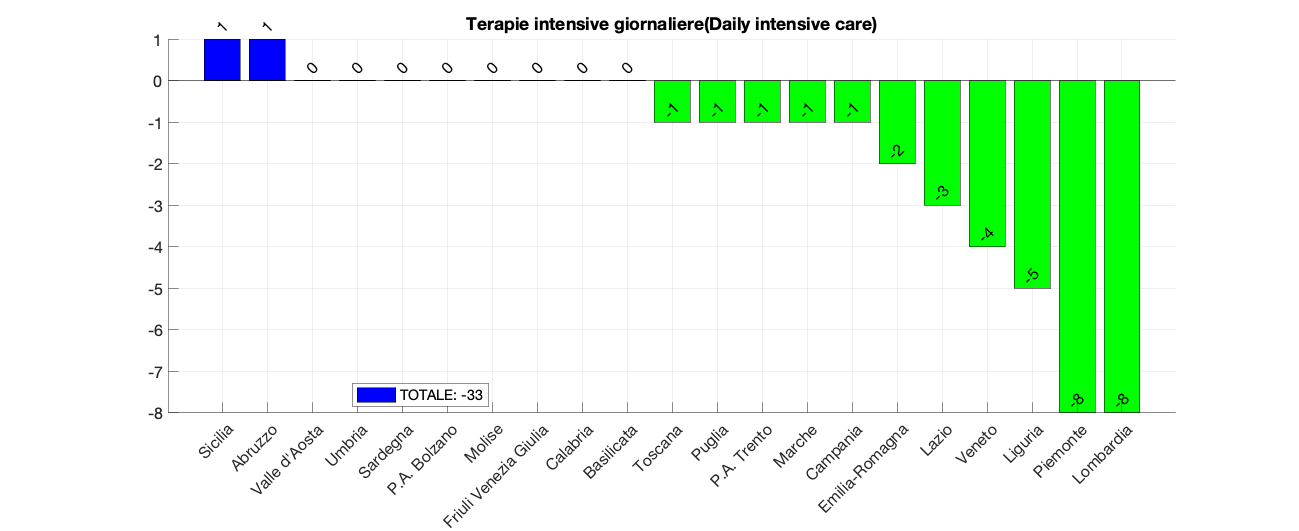 Terapie intensive giornaliere(Daily intensive care)
1
0
-1
-2
-3
-4
-5
-6
-7
-8
1
1
0
0
0
0
0
0
0
0
-1
-1
-1
-1
-1
-2
-3
-4
-5
-8
-8
TOTALE: -33
Sicilia
Abruzzo
Valle d'Aosta
Umbria
Sardegna
P.A. Bolzano
Molise
Friuli Venezia Giulia
Calabria
Basilicata
Toscana
Puglia
P.A. Trento
Marche
Campania
Emilia-Romagna
Lazio
Veneto
Liguria
Piemonte
Lombardia